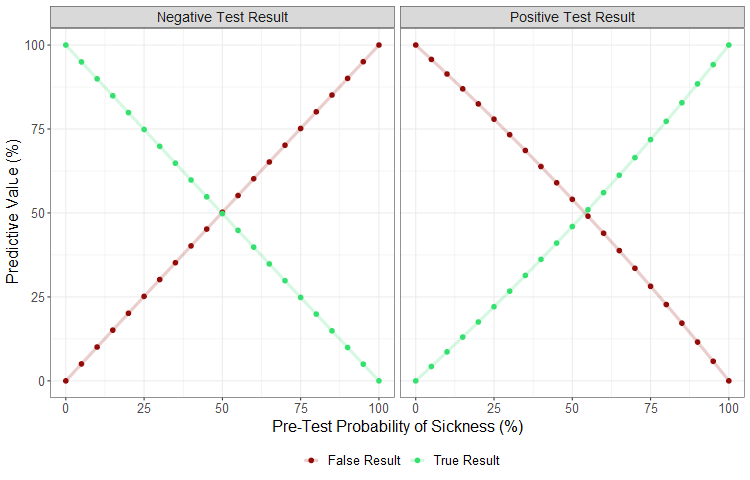 Negative Test Result
Positive Test Result
Predictive Value (%)
100
75
50
25
0
0 25 50 75 100
0 25 50 75 100
Pre-Test Probability of Sickness (%)
False Result True Result